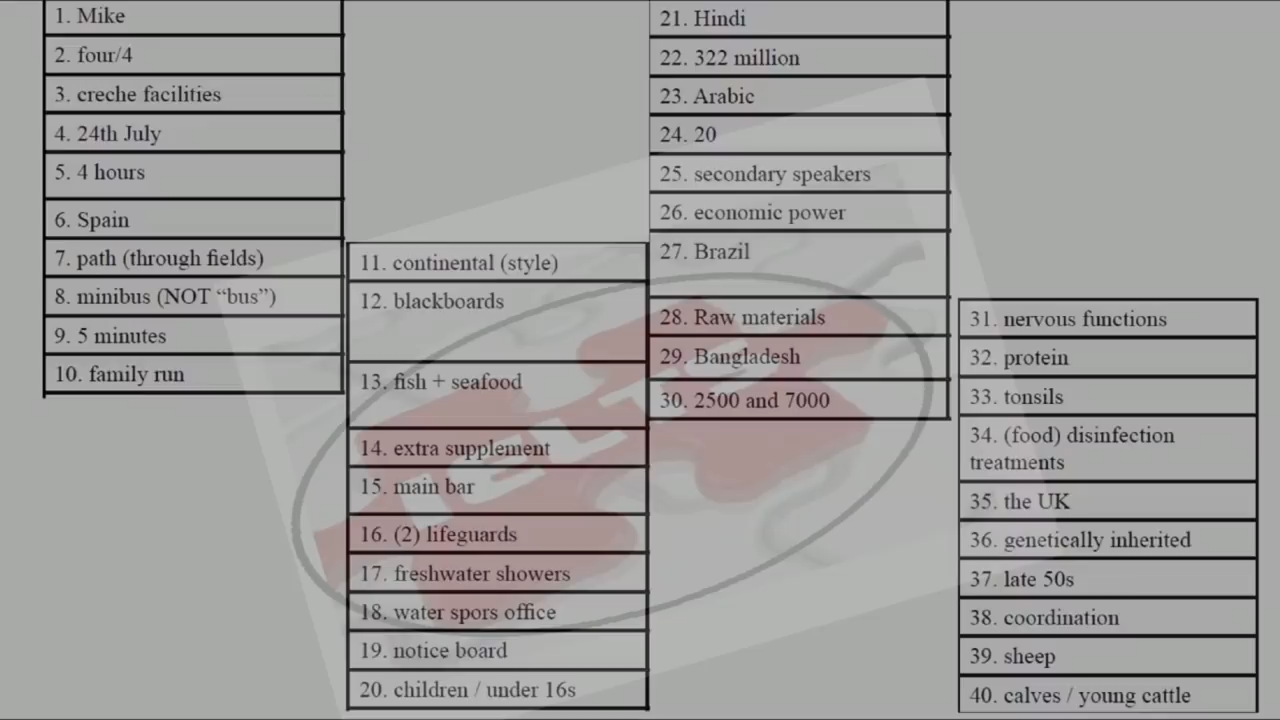 1. Mike
2. four/4
3. creche facilities
4. 24th July
5. 4 hours
6. Spain
7. path (through fields)
8. minibus (NOT “bus”)
9. 5 minutes
10. family run
11. continental (style)
12. blackboards
13. fish + seafood
14. extra supplement
15. main bar
16. (2) lifeguards
17. freshwater showers
18. water spors office
19. notice board
20. children / under 16s
21. Hindi
22. 322 million
23. Arabic
24. 20
25. secondary speakers
26. economic power
27. Brazil
28. Raw materials
29. Bangladesh
30. 2500 and 7000
31. nervous functions
32. protein
33. tonsils
34. (food) disinfection
treatments
35. the UK
36. genetically inherited
37. late 50s
38. coordination
39. sheep
40. calves / young cattle
IELTS